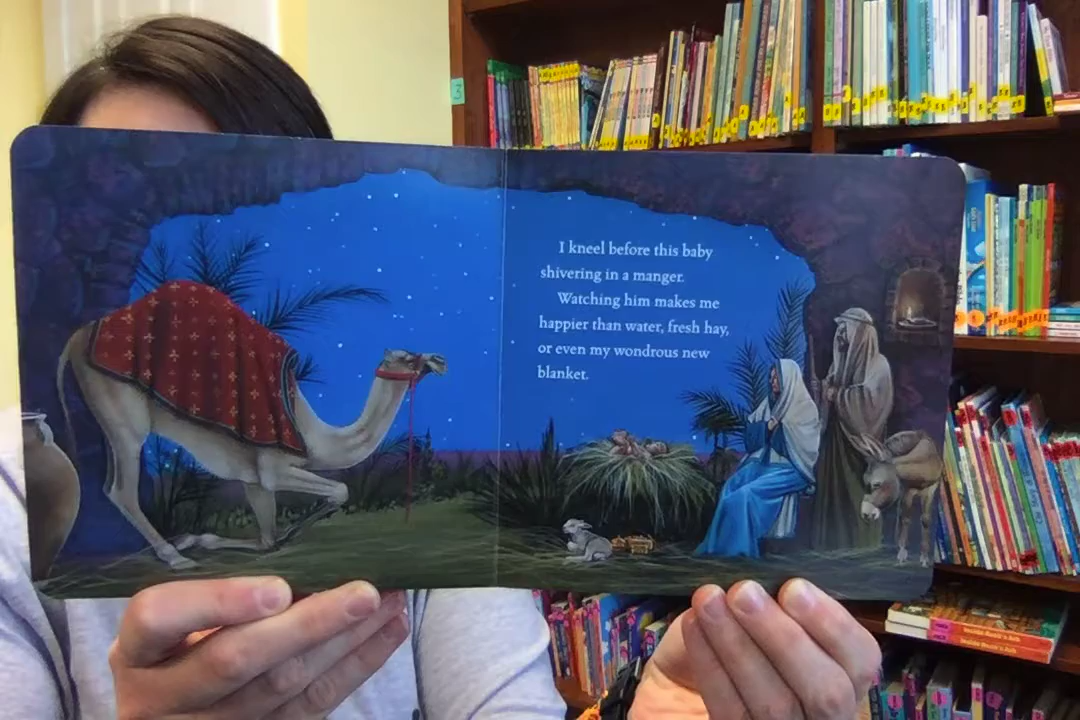 3
I kneel before this baby
shivering in a manger.
Watching him makes me
happier than water, fresh hay,
or even my wondrous new
blanket.